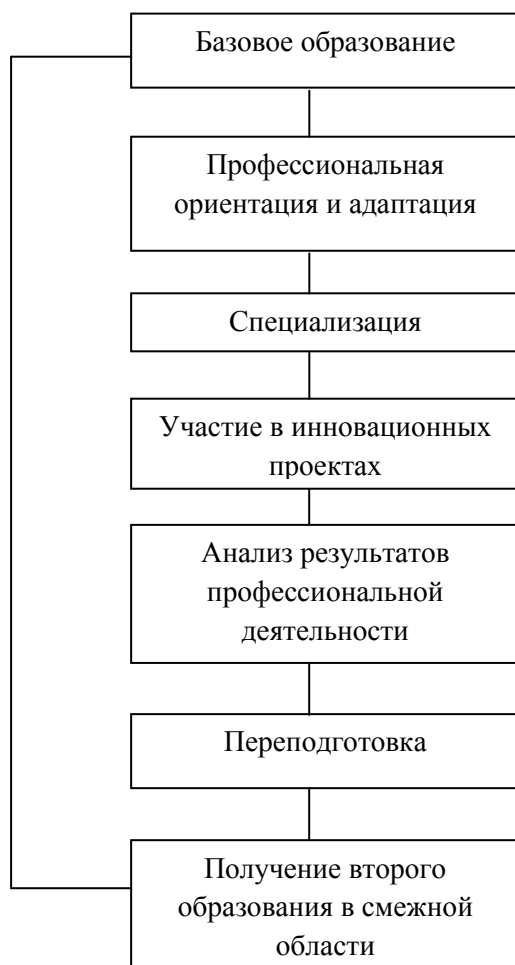 Базовое образование
Профессиональная
ориентация и адаптация
Специализация
Участие в инновационных
проектах
Анализ результатов
профессиональной
деятельности
Переподготовка
Получение второго
образования в смежной
области